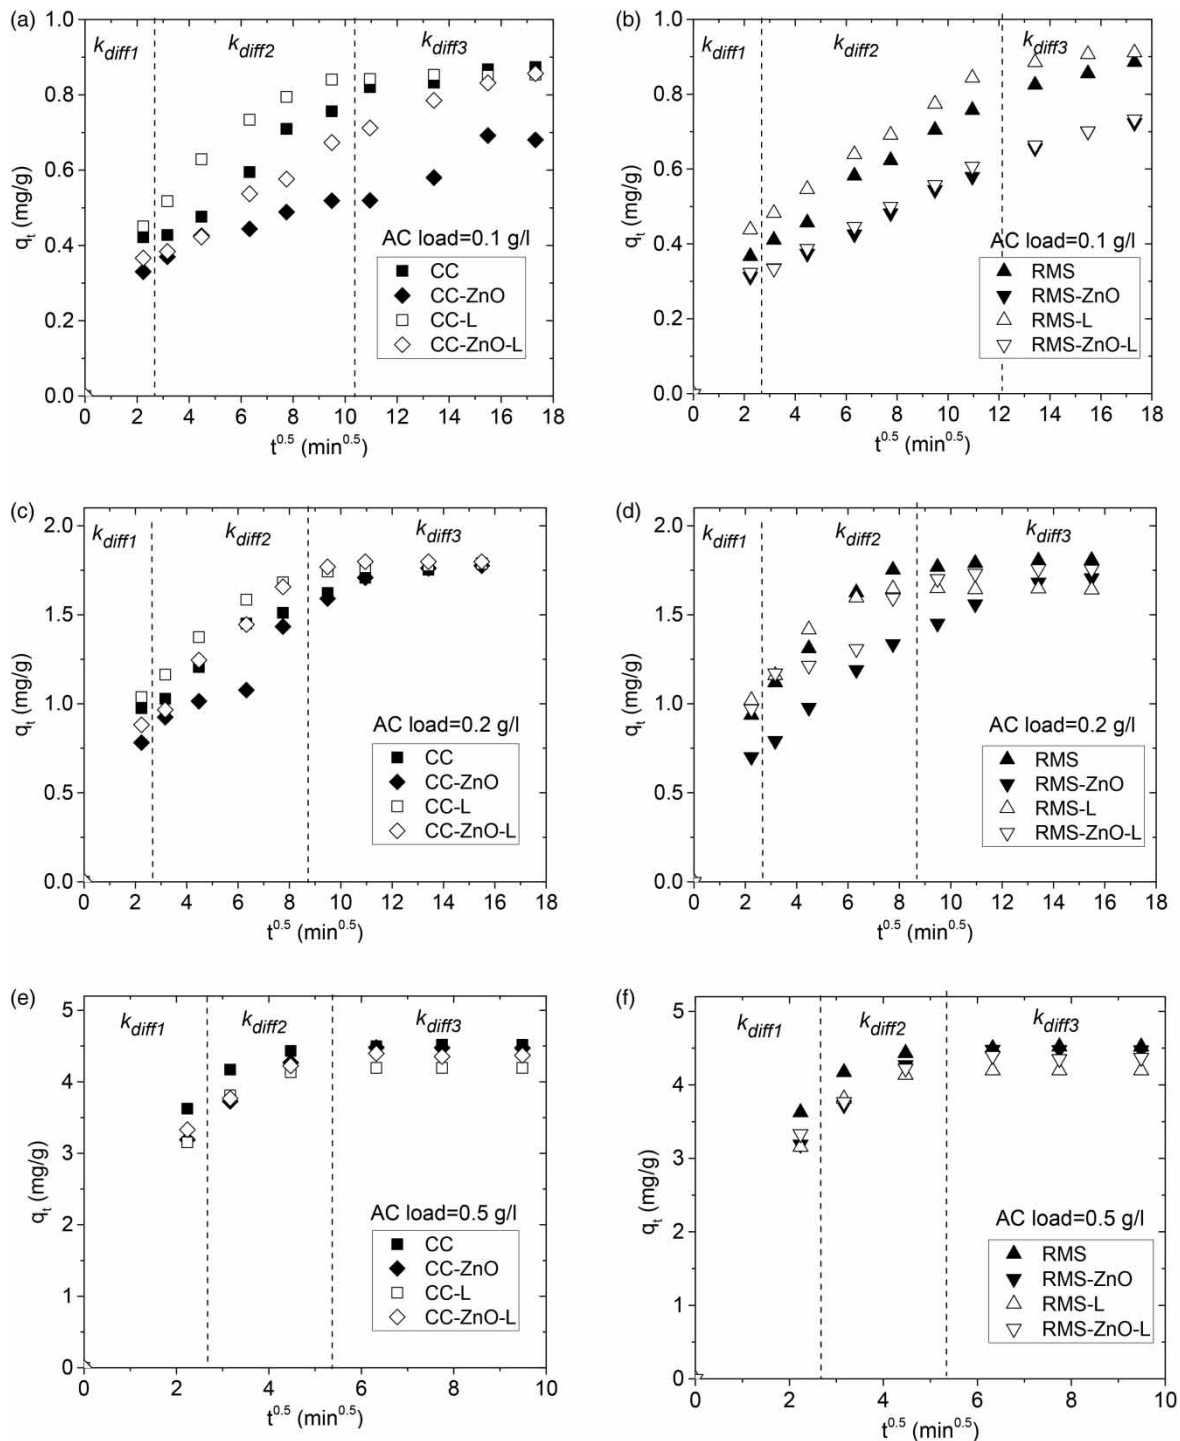 (a)
k_diff1
k_diff2
k_diff3
1.0
0.8
0.6
0.4
0.2
0.0
q_t (mg/g)
AC load=0.1 g/l
CC
CC-ZnO
CC-L
CC-ZnO-L
0 2 4 6 8 10 12 14 16 18
t^0.5 (min^0.5)
(b)
k_diff1
k_diff2
k_diff3
1.0
0.8
0.6
0.4
0.2
0.0
q_t (mg/g)
AC load=0.1 g/l
RMS
RMS-ZnO
RMS-L
RMS-ZnO-L
0 2 4 6 8 10 12 14 16 18
t^0.5 (min^0.5)
(c)
k_diff1
k_diff2
k_diff3
2.0
1.5
1.0
0.5
0.0
q_t (mg/g)
AC load=0.2 g/l
CC
CC-ZnO
CC-L
CC-ZnO-L
0 2 4 6 8 10 12 14 16 18
t^0.5 (min^0.5)
(d)
k_diff1
k_diff2
k_diff3
2.0
1.5
1.0
0.5
0.0
q_t (mg/g)
AC load=0.2 g/l
RMS
RMS-ZnO
RMS-L
RMS-ZnO-L
0 2 4 6 8 10 12 14 16 18
t^0.5 (min^0.5)
(e)
k_diff1
k_diff2
k_diff3
5
4
3
2
1
0
q_t (mg/g)
AC load=0.5 g/l
CC
CC-ZnO
CC-L
CC-ZnO-L
0 2 4 6 8 10
t^0.5 (min^0.5)
(f)
k_diff1
k_diff2
k_diff3
5
4
3
2
1
0
q_t (mg/g)
AC load=0.5 g/l
RMS
RMS-ZnO
RMS-L
RMS-ZnO-L
0 2 4 6 8 10
t^0.5 (min^0.5)